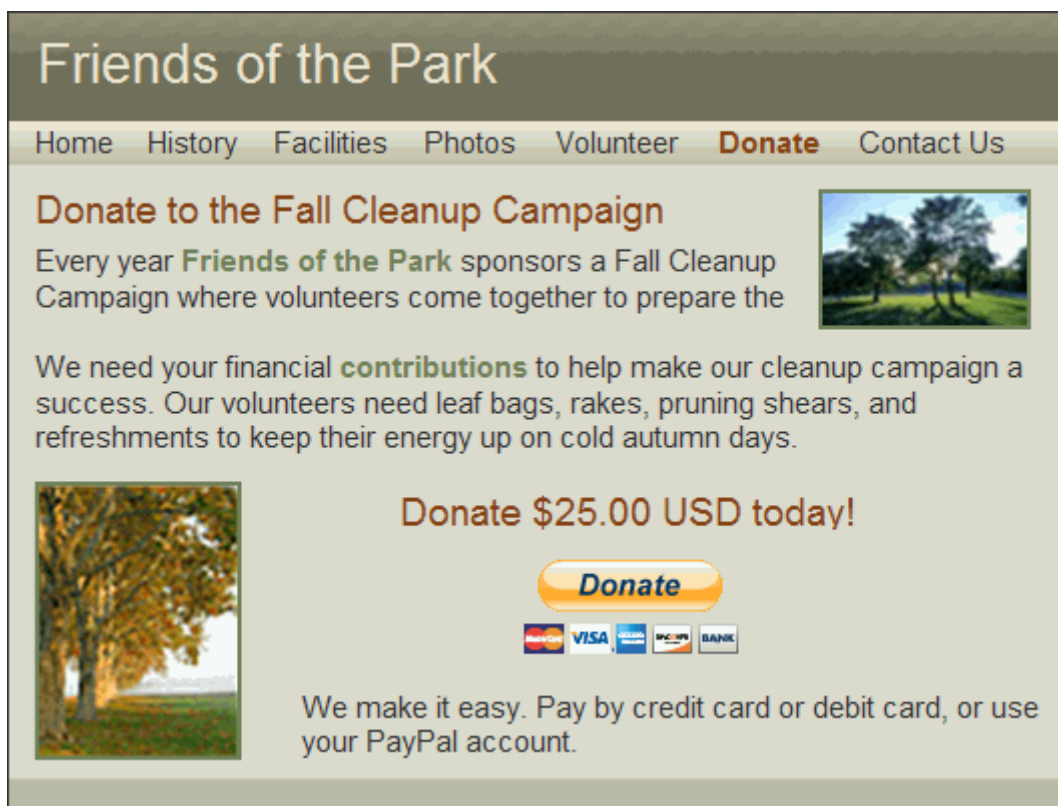 Friends of the Park
Home History Facilities Photos Volunteer Donate Contact Us
Donate to the Fall Cleanup Campaign
Every year Friends of the Park sponsors a Fall Cleanup
Campaign where volunteers come together to prepare the
We need your financial contributions to help make our cleanup campaign a
success. Our volunteers need leaf bags, rakes, pruning shears, and
refreshments to keep their energy up on cold autumn days.
Donate $25.00 USD today!
Donate
MasterCard VISA DISCOVER BANK
We make it easy. Pay by credit card or debit card, or use
your PayPal account.